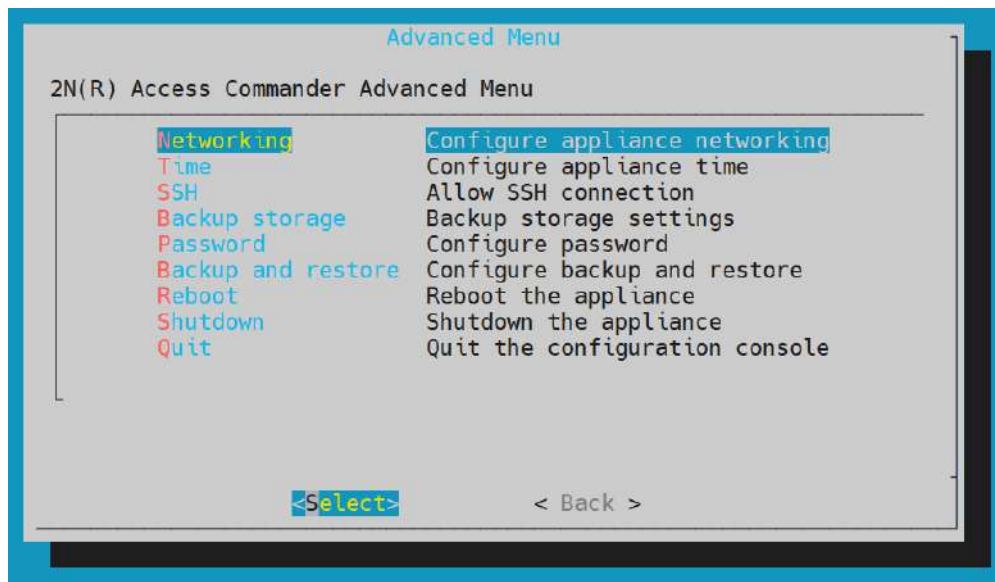 Advanced Menu
2N(R) Access Commander Advanced Menu
Networking Configure appliance networking
Time Configure appliance time
SSH Allow SSH connection
Backup storage Backup storage settings
Password Configure password
Backup and restore Configure backup and restore
Reboot Reboot the appliance
Shutdown Shutdown the appliance
Quit Quit the configuration console
<Select> < Back >